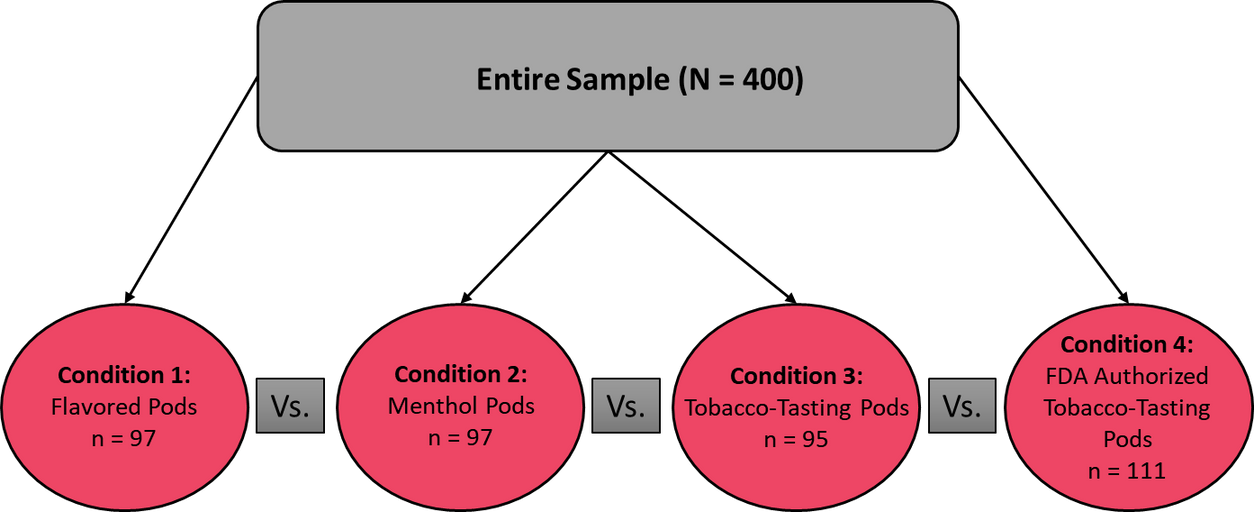 Entire Sample (N = 400)
Condition 1:
Flavored Pods
n = 97
Vs.
Condition 2:
Menthol Pods
n = 97
Vs.
Condition 3:
Tobacco-Tasting Pods
n = 95
Vs.
Condition 4:
FDA Authorized
Tobacco-Tasting
Pods
n = 111